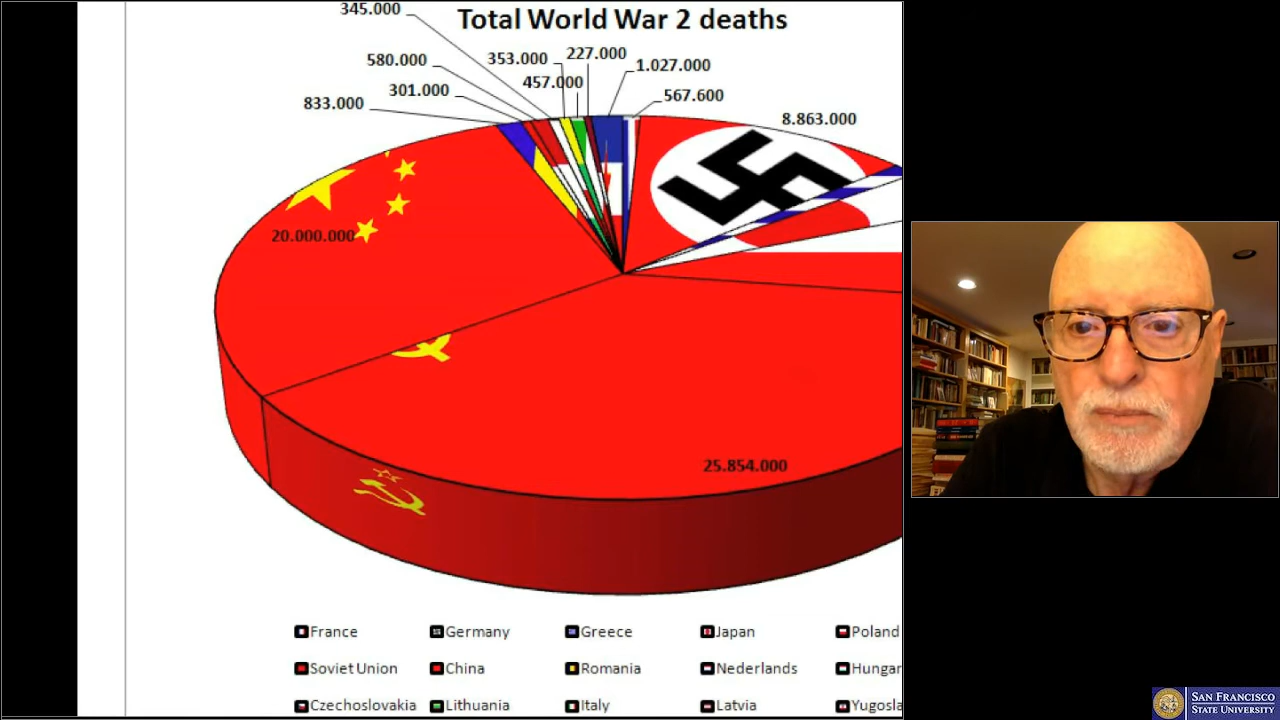 Total World War 2 deaths
345.000
580.000
353.000
227.000
1.027.000
301.000
457.000
567.600
833.000
8.863.000
20.000.000
25.854.000
France Germany Greece Japan Poland
Soviet Union China Romania Nederlands Hungar
Czechoslovakia Lithuania Italy Latvia Yugosla
SAN FRANCISCO
STATE UNIVERSITY